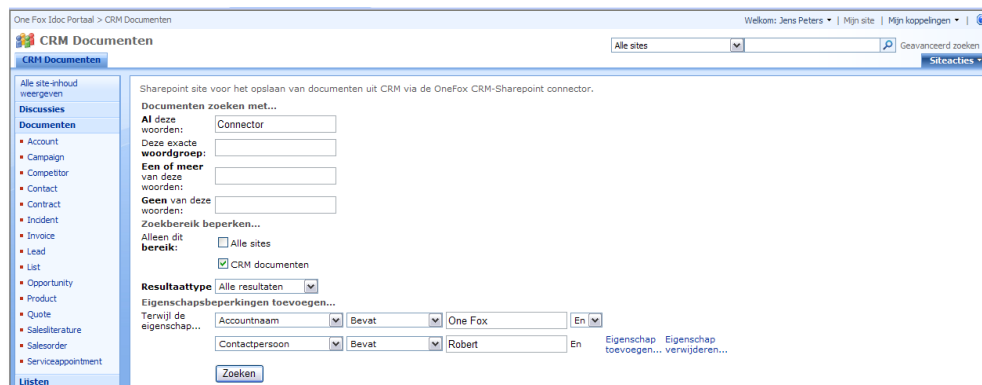 One Fox Idoc Portaal > CRM Documenten
Welkom: Jens Peters | Mijn site | Mijn koppelingen |
CRM Documenten
Alle sites
Geavanceerd zoeken
CRM Documenten
Siteacties
Alle site-inhoud
weergeven
Discussies
Documenten
Account
Campaign
Competitor
Contact
Contract
Incident
Invoice
Lead
List
Opportunity
Product
Quote
Salesliterature
Salesorder
Serviceappointment
Lijsten
Sharepoint site voor het opslaan van documenten uit CRM via de OneFox CRM-Sharepoint connector.
Documenten zoeken met...
Al deze
woorden:
Connector
Deze exacte
woordgroep:
Een of meer
van deze
woorden:
Geen van deze
woorden:
Zoekbereik beperken...
Alleen dit
bereik:
Alle sites
CRM documenten
Resultaattype Alle resultaten
Eigenschapsbeperkingen toevoegen...
Terwijl de
eigenschap...
Accountnaam Bevat One Fox En
Contactpersoon Bevat Robert En
Eigenschap toevoegen... Eigenschap verwijderen...
Zoeken